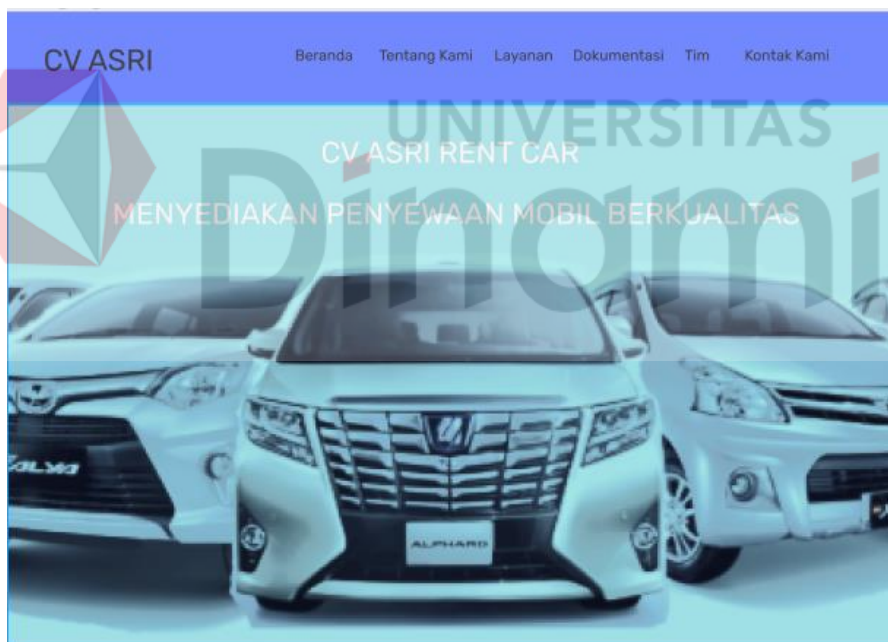 CV ASRI
Beranda Tentang Kami Layanan Dokumentasi Tim Kontak Kami
UNIVERSITAS
CV ASRI RENT CAR
Dinami
MENYEDIAKAN PENYEWAAN MOBIL BERKUALITAS
ALPHARD